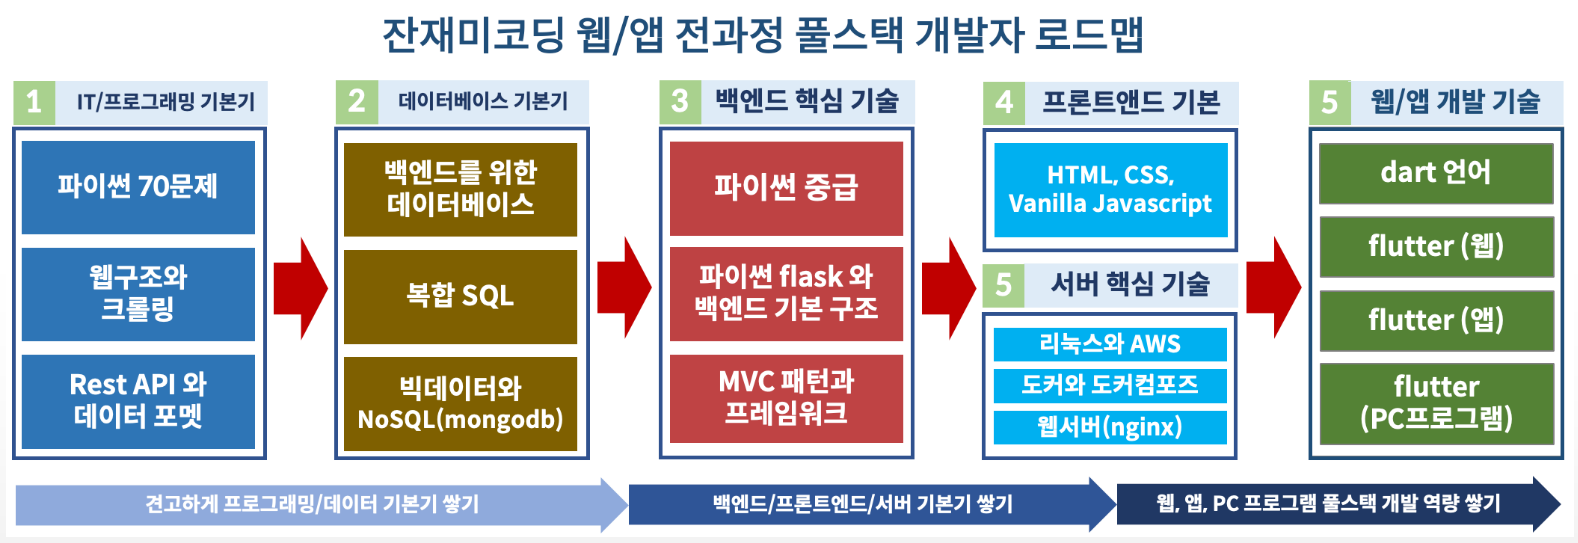 잔재미코딩 웹/앱 전과정 풀스택 개발자 로드맵
1 IT/프로그래밍 기본기
파이썬 70문제
웹구조와
크롤링
Rest API 와
데이터 포멧
2 데이터베이스 기본기
백엔드를 위한
데이터베이스
복합 SQL
빅데이터와
NoSQL(mongodb)
3 백엔드 핵심 기술
파이썬 중급
파이썬 flask 와
백엔드 기본 구조
MVC 패턴과
프레임워크
4 프론트앤드 기본
HTML, CSS,
Vanilla Javascript
5 서버 핵심 기술
리눅스와 AWS
도커와 도커컴포즈
웹서버(nginx)
5 웹/앱 개발 기술
dart 언어
flutter (웹)
flutter (앱)
flutter
(PC프로그램)
견고하게 프로그래밍/데이터 기본기 쌓기
백엔드/프론트엔드/서버 기본기 쌓기
웹, 앱, PC 프로그램 풀스택 개발 역량 쌓기